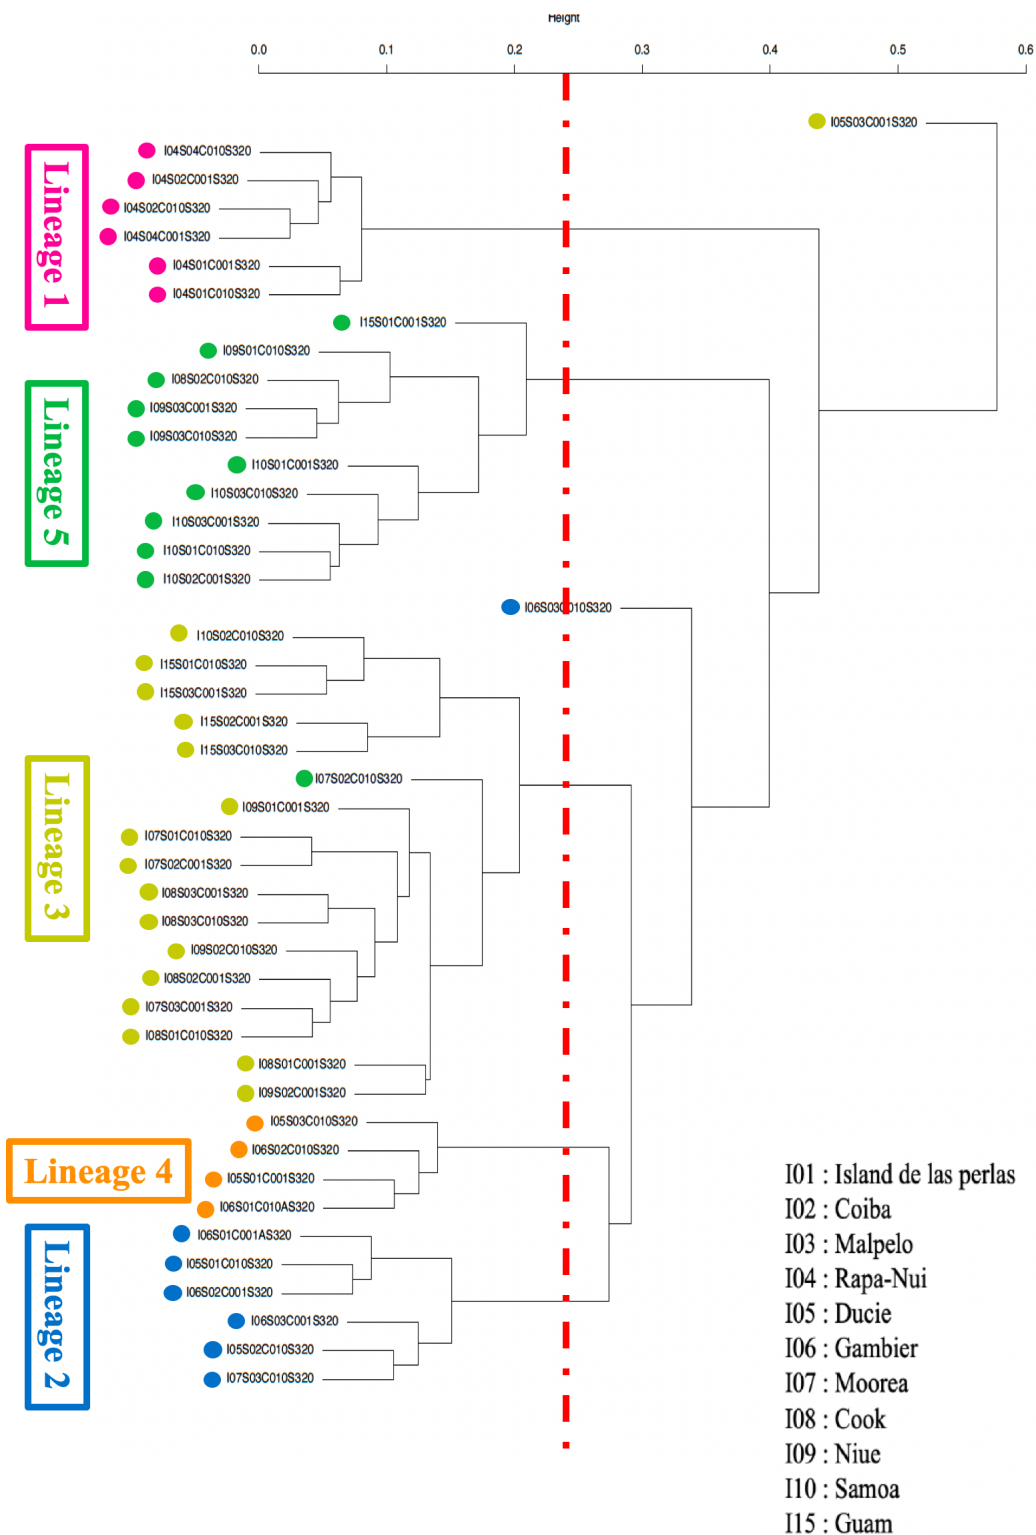 Height
0.0 0.1 0.2 0.3 0.4 0.5 0.6
I05S03C001S320
I04S04C010S320
I04S02C001S320
I04S02C010S320
I04S04C001S320
I04S01C001S320
I04S01C010S320
Lineage 1
I15S01C001S320
I09S01C010S320
I08S02C010S320
I09S03C001S320
I09S03C010S320
I10S01C001S320
I10S03C010S320
I10S03C001S320
I10S01C010S320
I10S02C001S320
Lineage 5
I06S03C010S320
I10S02C010S320
I15S01C010S320
I15S03C001S320
I15S02C001S320
I15S03C010S320
I07S02C010S320
I09S01C001S320
I07S01C010S320
I07S02C001S320
I08S03C001S320
I08S03C010S320
I09S02C010S320
I08S02C001S320
I07S03C001S320
I08S01C010S320
I08S01C001S320
I09S02C001S320
Lineage 3
I05S03C010S320
I06S02C010S320
I05S01C001S320
I06S01C010AS320
Lineage 4
I06S01C001AS320
I05S01C010S320
I06S02C001S320
I06S03C001S320
I05S02C010S320
I07S03C010S320
Lineage 2
I01 : Island de las perlas
I02 : Coiba
I03 : Malpelo
I04 : Rapa-Nui
I05 : Ducie
I06 : Gambier
I07 : Moorea
I08 : Cook
I09 : Niue
I10 : Samoa
I15 : Guam